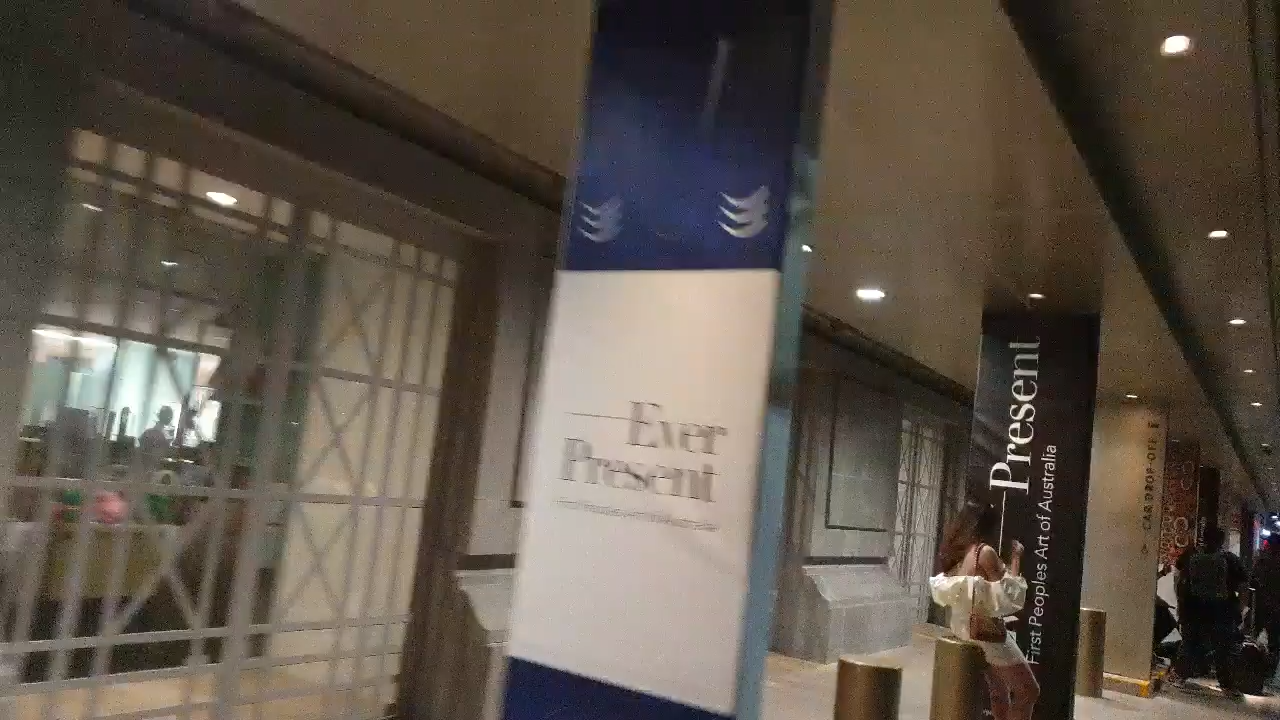 Ever
Present
Present
First Peoples Art of Australia
CAR DROP-OFF